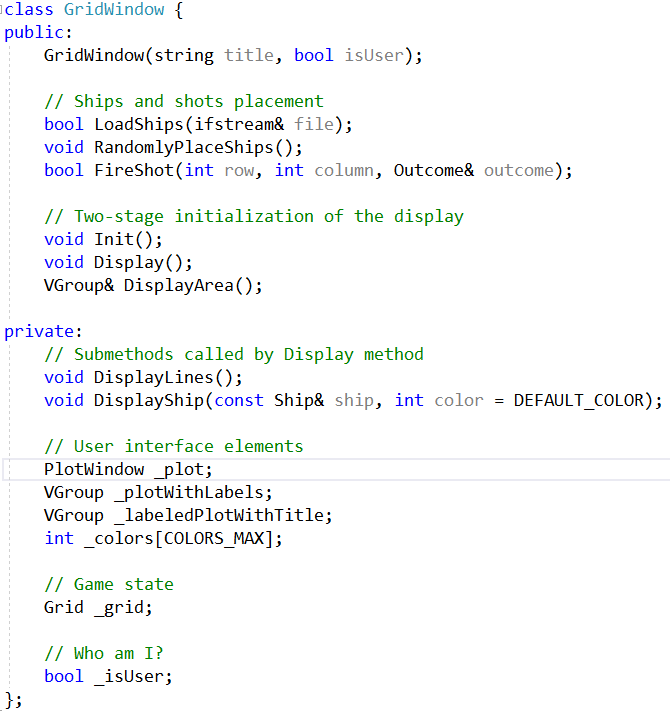 class GridWindow {
public:
    GridWindow(string title, bool isUser);

    // Ships and shots placement
    bool LoadShips(ifstream& file);
    void RandomlyPlaceShips();
    bool FireShot(int row, int column, Outcome& outcome);

    // Two-stage initialization of the display
    void Init();
    void Display();
    VGroup& DisplayArea();

private:
    // Submethods called by Display method
    void DisplayLines();
    void DisplayShip(const Ship& ship, int color = DEFAULT_COLOR);

    // User interface elements
    PlotWindow _plot;
    VGroup _plotWithLabels;
    VGroup _labeledPlotWithTitle;
    int _colors[COLORS_MAX];

    // Game state
    Grid _grid;

    // Who am I?
    bool _isUser;
};